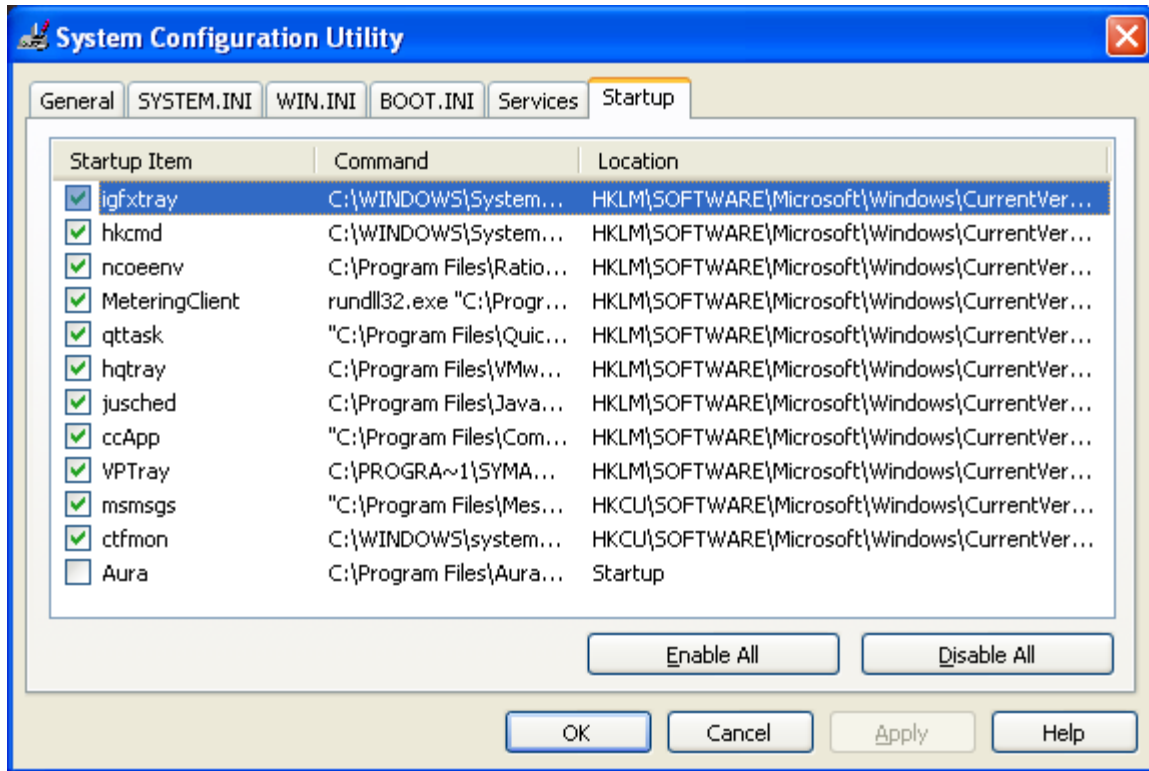 System Configuration Utility
General SYSTEM.INI WIN.INI BOOT.INI Services Startup
Startup Item Command Location
igfxtray C:\WINDOWS\System... HKLM\SOFTWARE\Microsoft\Windows\CurrentVer...
hkcmd C:\WINDOWS\System... HKLM\SOFTWARE\Microsoft\Windows\CurrentVer...
ncoeenv C:\Program Files\Ratio... HKLM\SOFTWARE\Microsoft\Windows\CurrentVer...
MeteringClient rundll32.exe "C:\Progr... HKLM\SOFTWARE\Microsoft\Windows\CurrentVer...
qttask "C:\Program Files\Quic... HKLM\SOFTWARE\Microsoft\Windows\CurrentVer...
hqtray C:\Program Files\VMw... HKLM\SOFTWARE\Microsoft\Windows\CurrentVer...
jusched C:\Program Files\Java... HKLM\SOFTWARE\Microsoft\Windows\CurrentVer...
ccApp "C:\Program Files\Com... HKLM\SOFTWARE\Microsoft\Windows\CurrentVer...
VPTray C:\PROGRA~1\SYMA... HKLM\SOFTWARE\Microsoft\Windows\CurrentVer...
msmsgs "C:\Program Files\Mes... HKCU\SOFTWARE\Microsoft\Windows\CurrentVer...
ctfmon C:\WINDOWS\system... HKCU\SOFTWARE\Microsoft\Windows\CurrentVer...
Aura C:\Program Files\Aura... Startup
Enable All Disable All
OK Cancel Apply Help